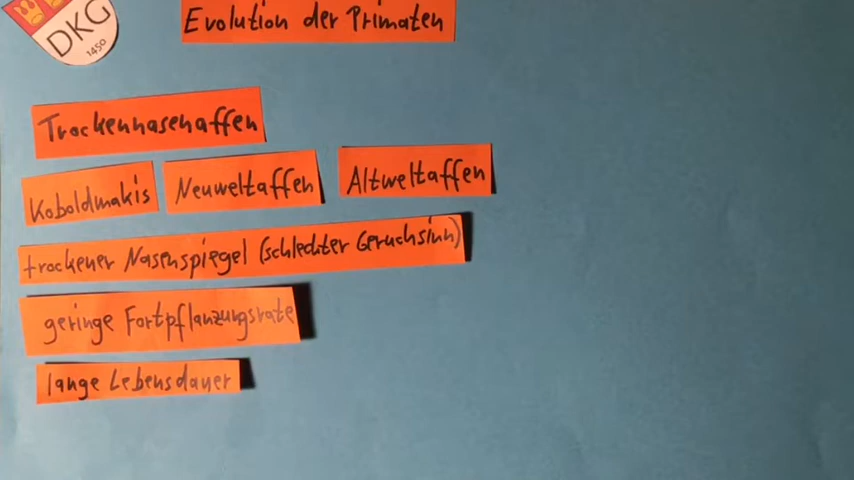 DKG
1450
Evolution der Primaten
Trockennasenaffen
Koboldmakis
Neuweltaffen
Altweltaffen
trockener Nasenspiegel (schlechter Geruchsinn)
geringe Fortpflanzungsrate
lange Lebensdauer